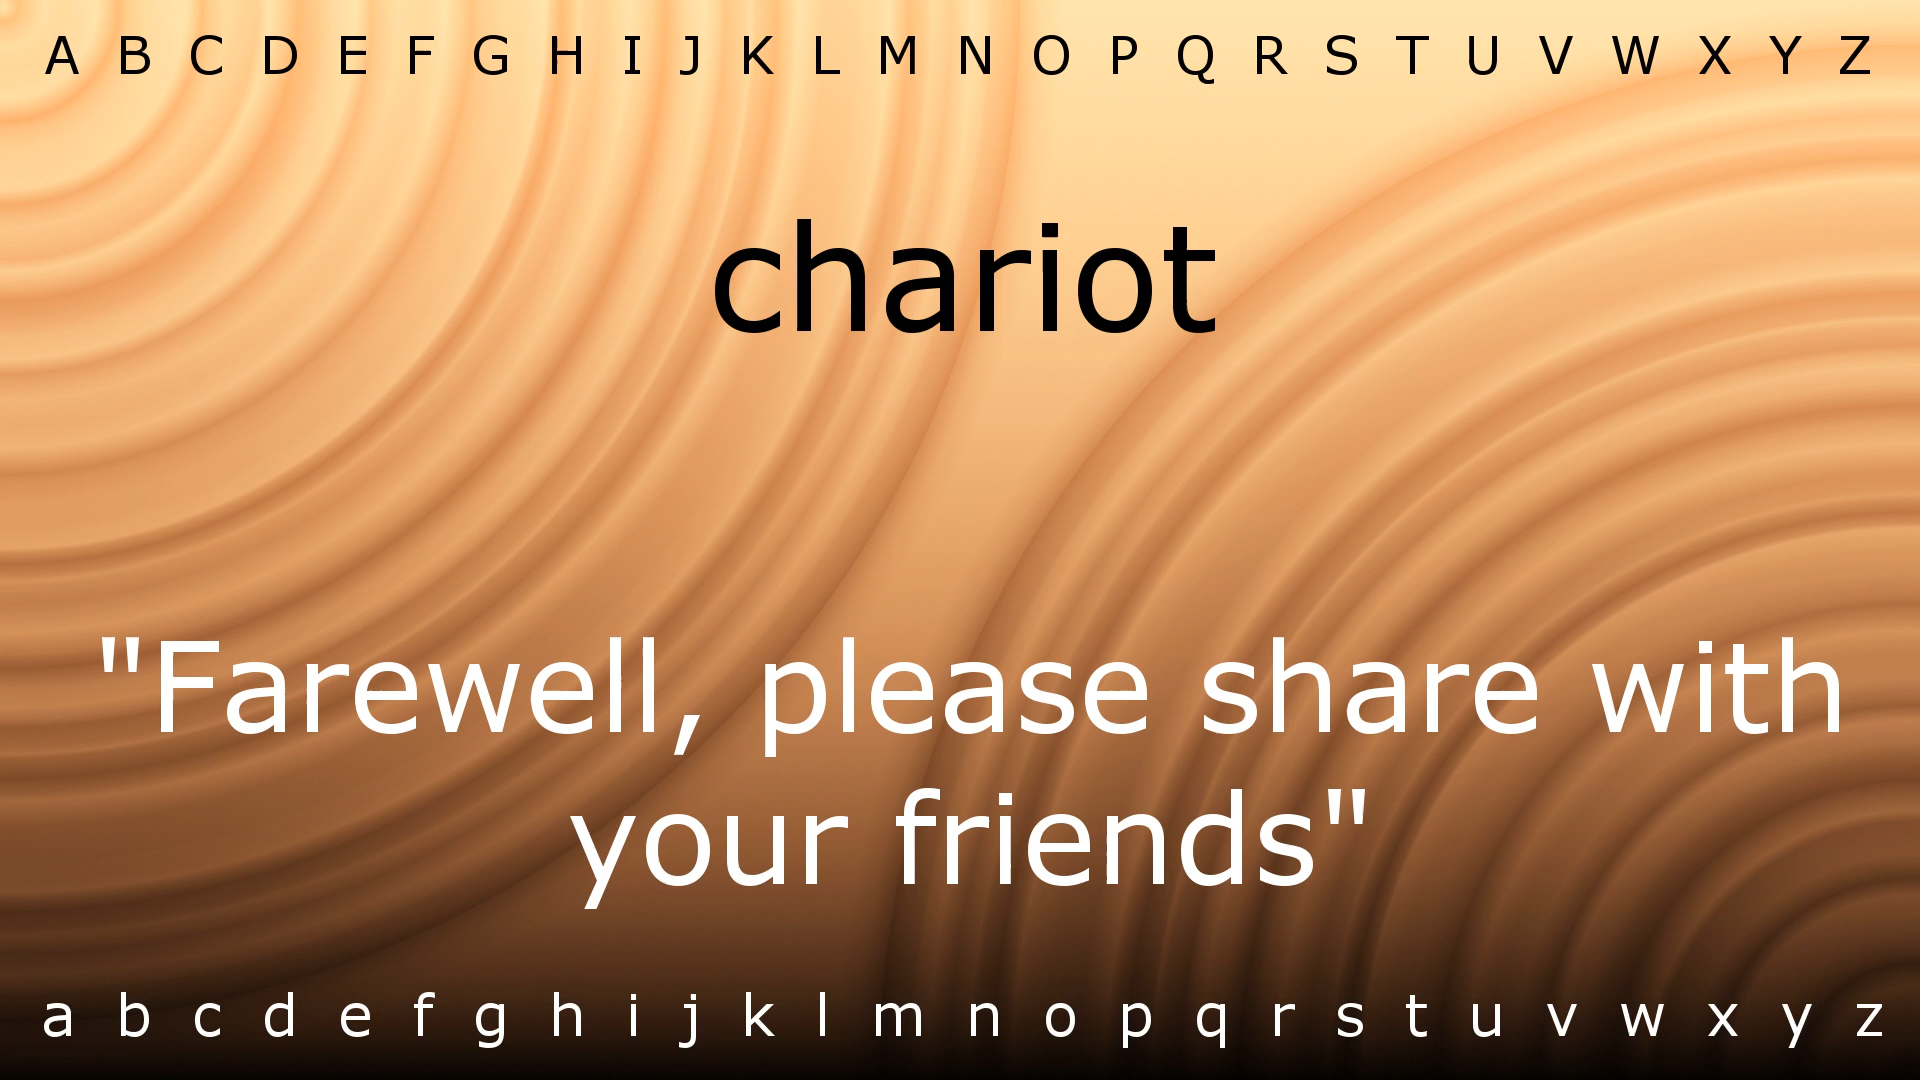 A B C D E F G H I J K L M N O P Q R S T U V W X Y Z
chariot
"Farewell, please share with
your friends"
a b c d e f g h i j k l m n o p q r s t u v w x y z